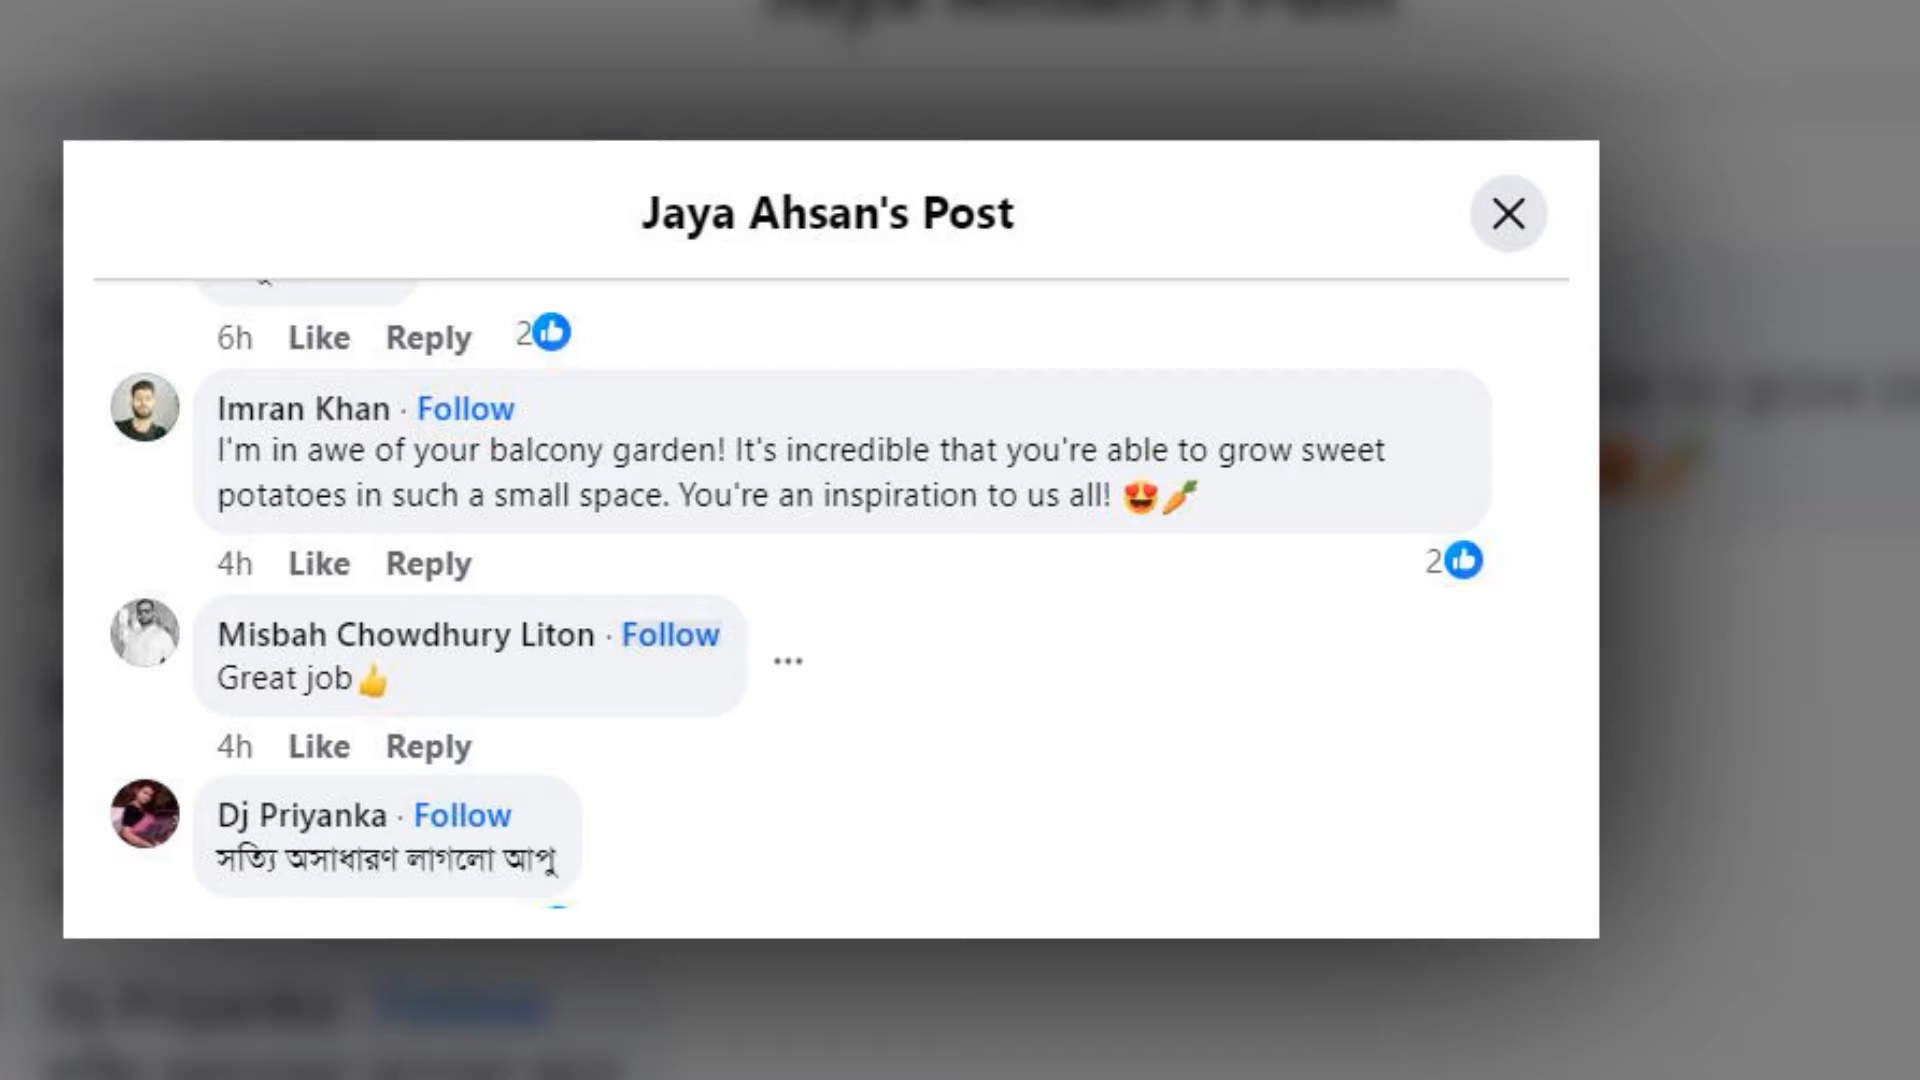 Jaya Ahsan's Post
6h Like Reply 2
Imran Khan · Follow
I'm in awe of your balcony garden! It's incredible that you're able to grow sweet
potatoes in such a small space. You're an inspiration to us all! 😍🥕
4h Like Reply 2
Misbah Chowdhury Liton · Follow
Great job👍
4h Like Reply
Dj Priyanka · Follow
সত্যি অসাধারণ লাগলো আপু